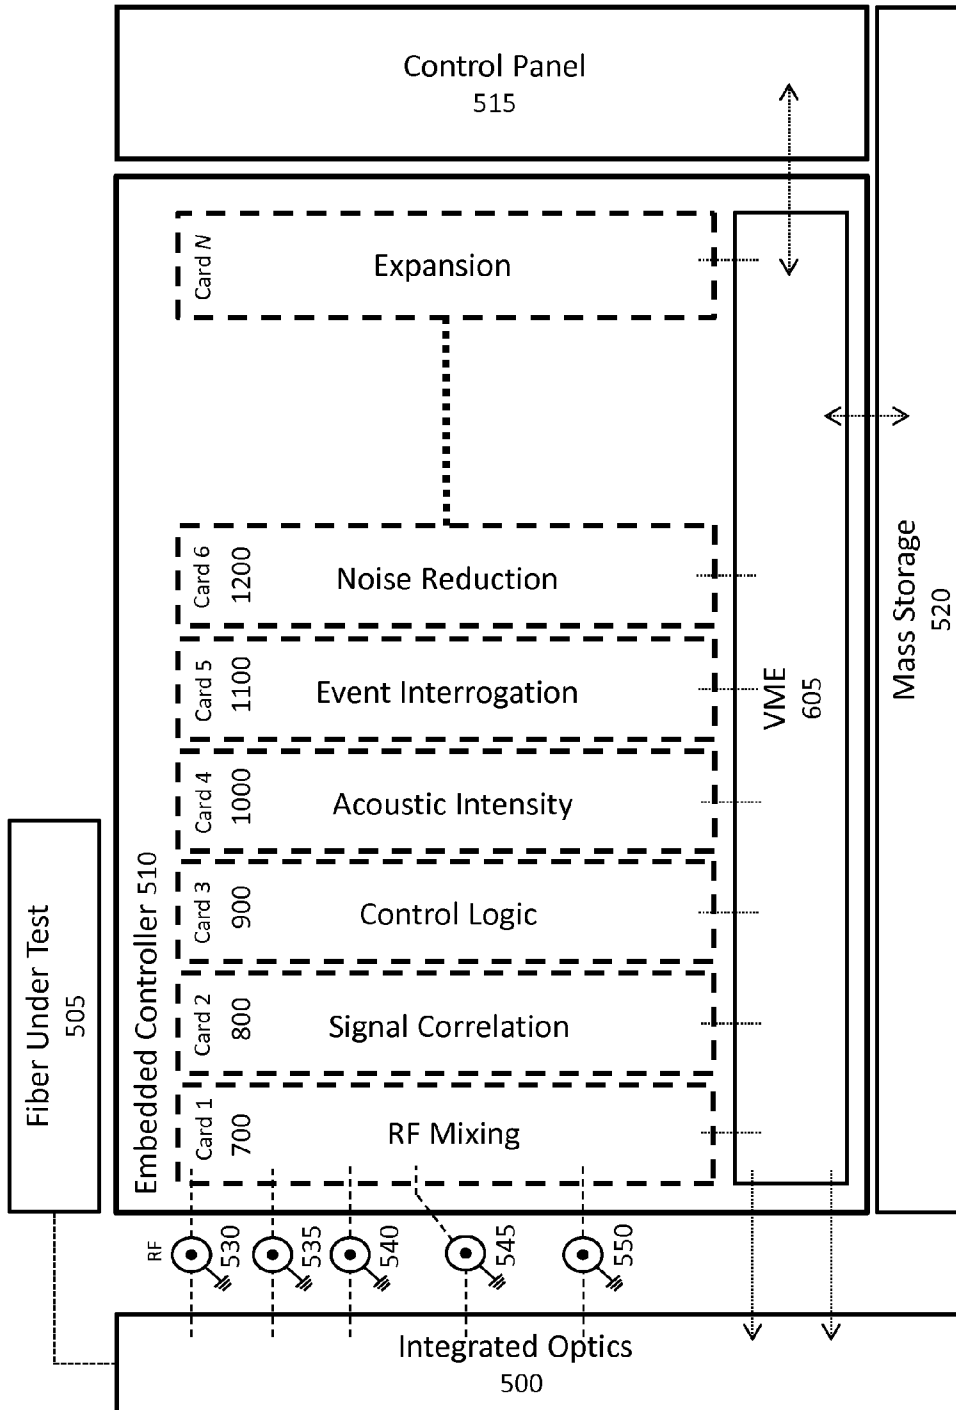 Control Panel
515
Card N
Expansion
Card 6
1200
Noise Reduction
Card 5
1100
Event Interrogation
Card 4
1000
Acoustic Intensity
Card 3
900
Control Logic
Card 2
800
Signal Correlation
Card 1
700
RF Mixing
Embedded Controller 510
VME
605
Mass Storage
520
Fiber Under Test
505
RF
530
535
540
545
550
Integrated Optics
500